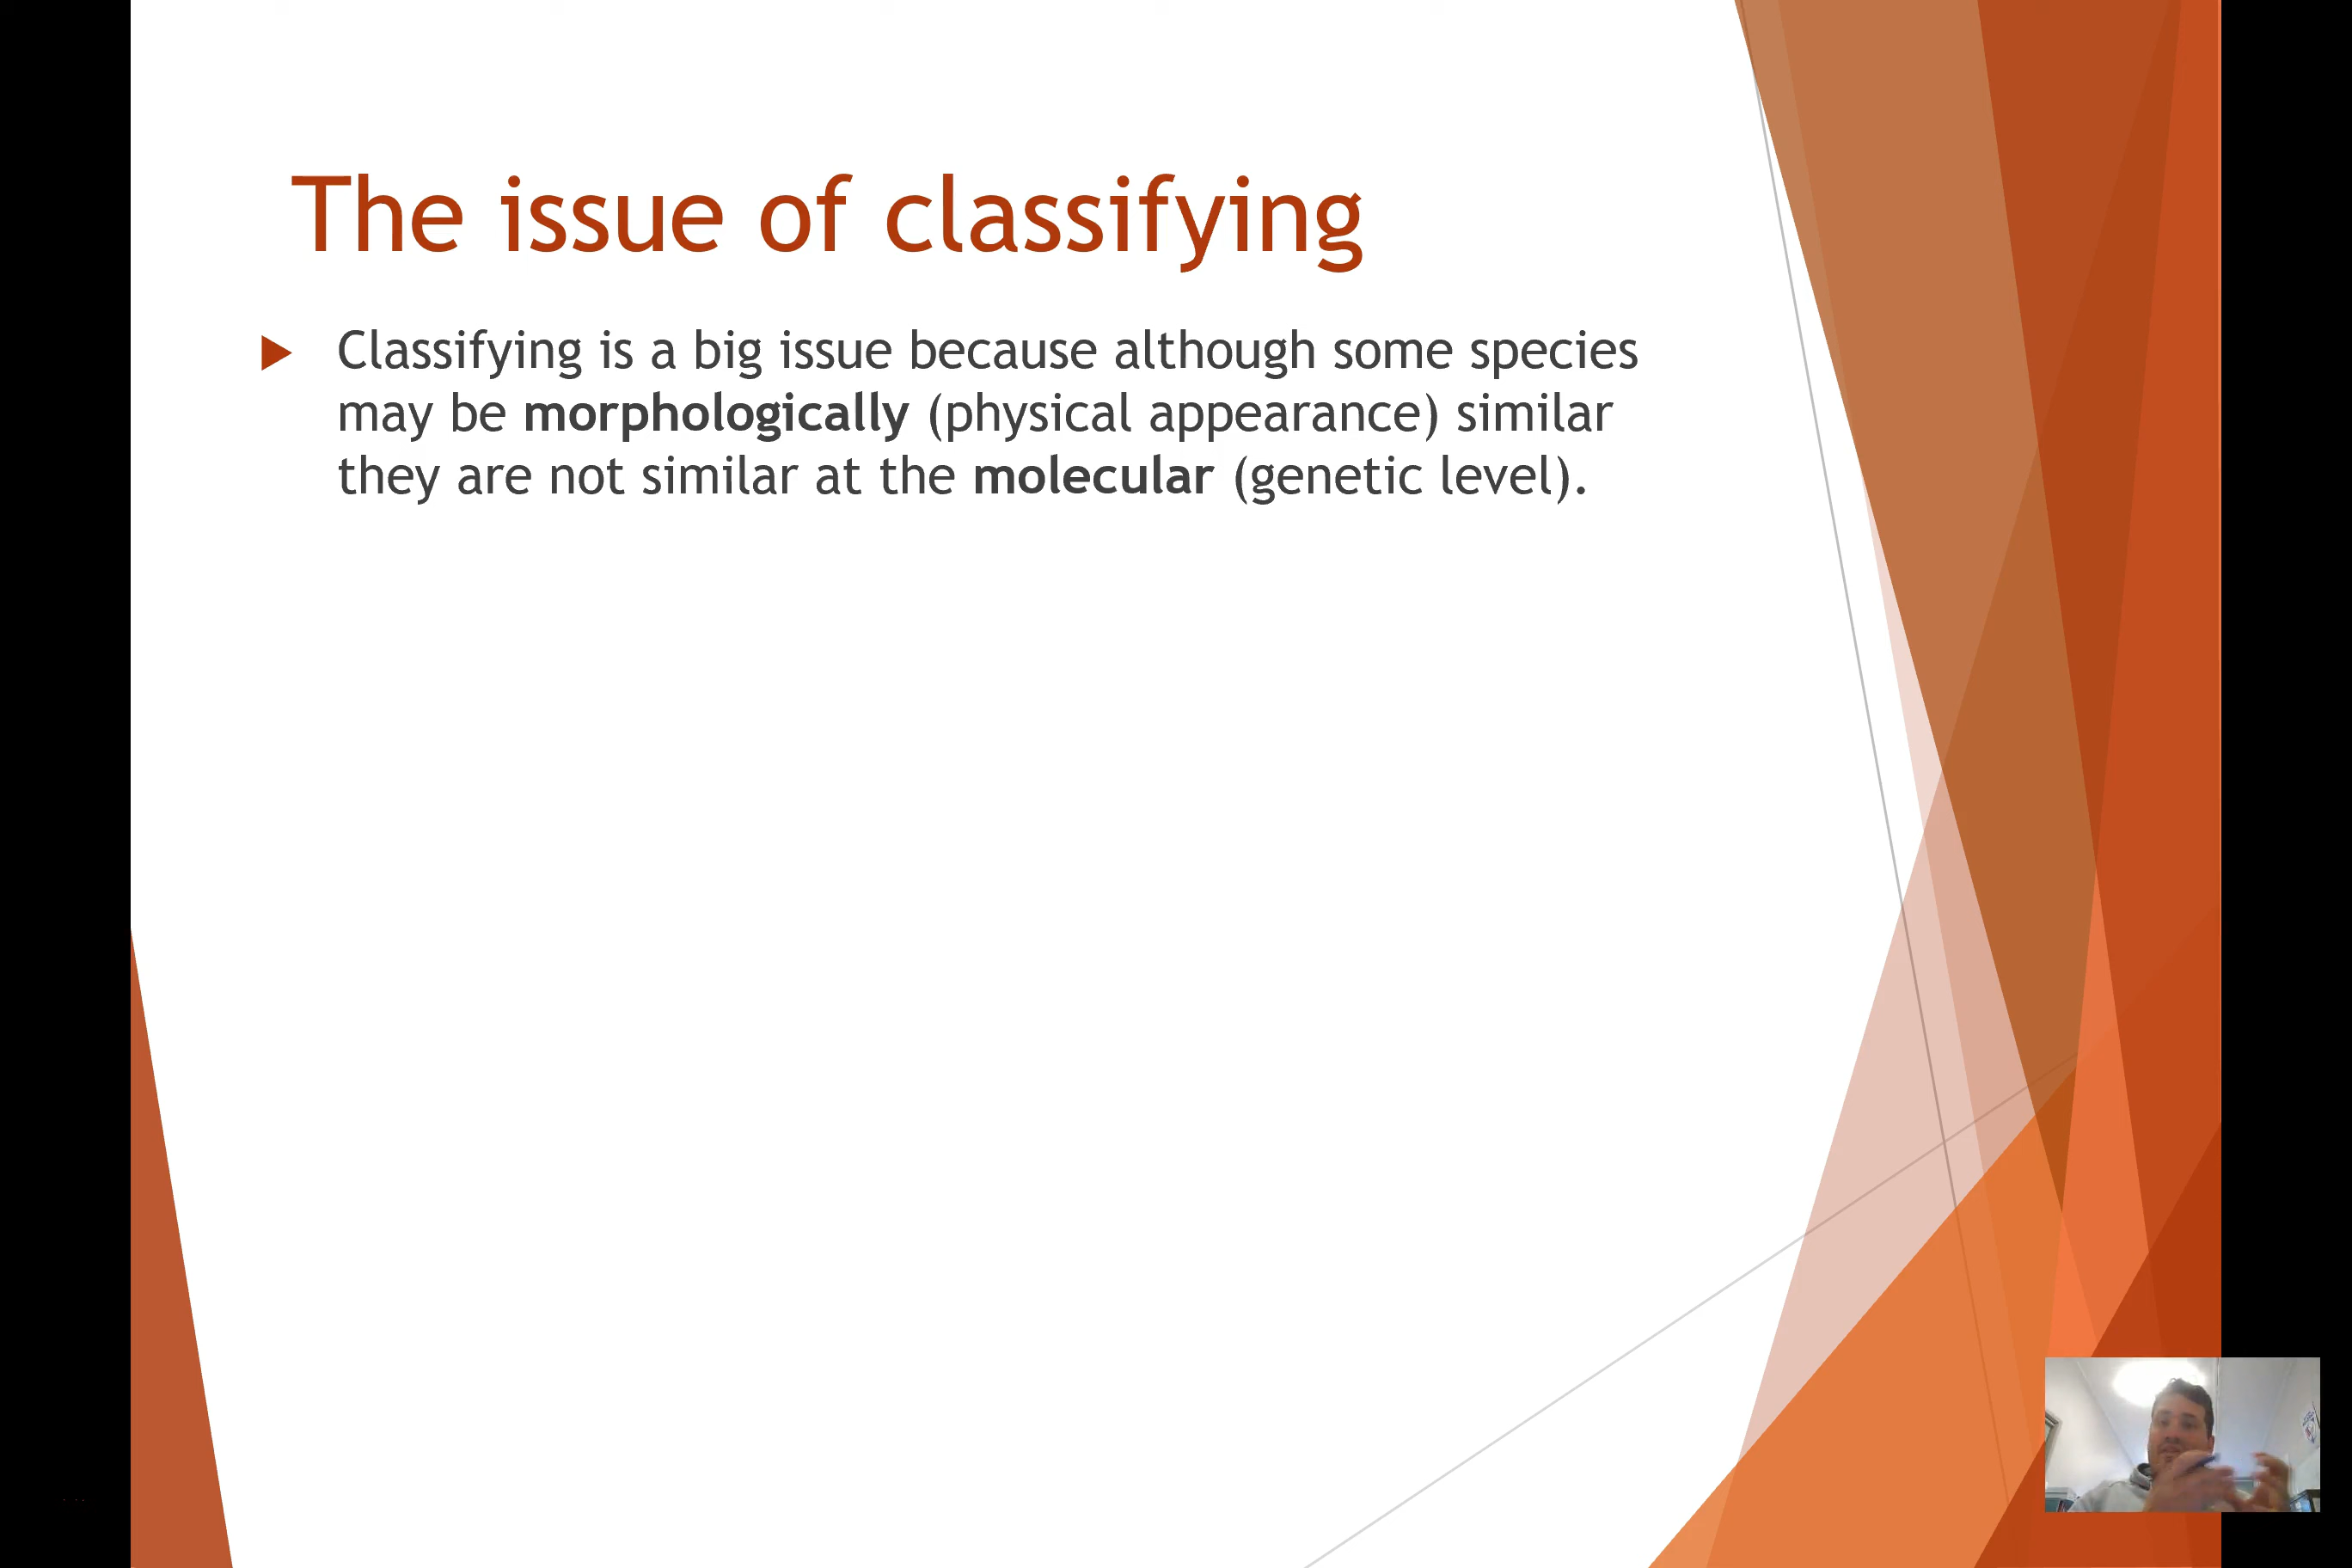 The issue of classifying
Classifying is a big issue because although some species
may be morphologically (physical appearance) similar
they are not similar at the molecular (genetic level).